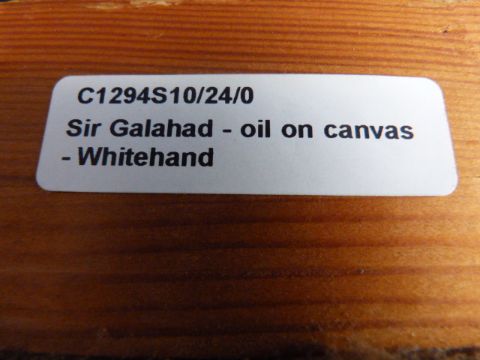 C1294S10/24/0
Sir Galahad - oil on canvas
- Whitehand